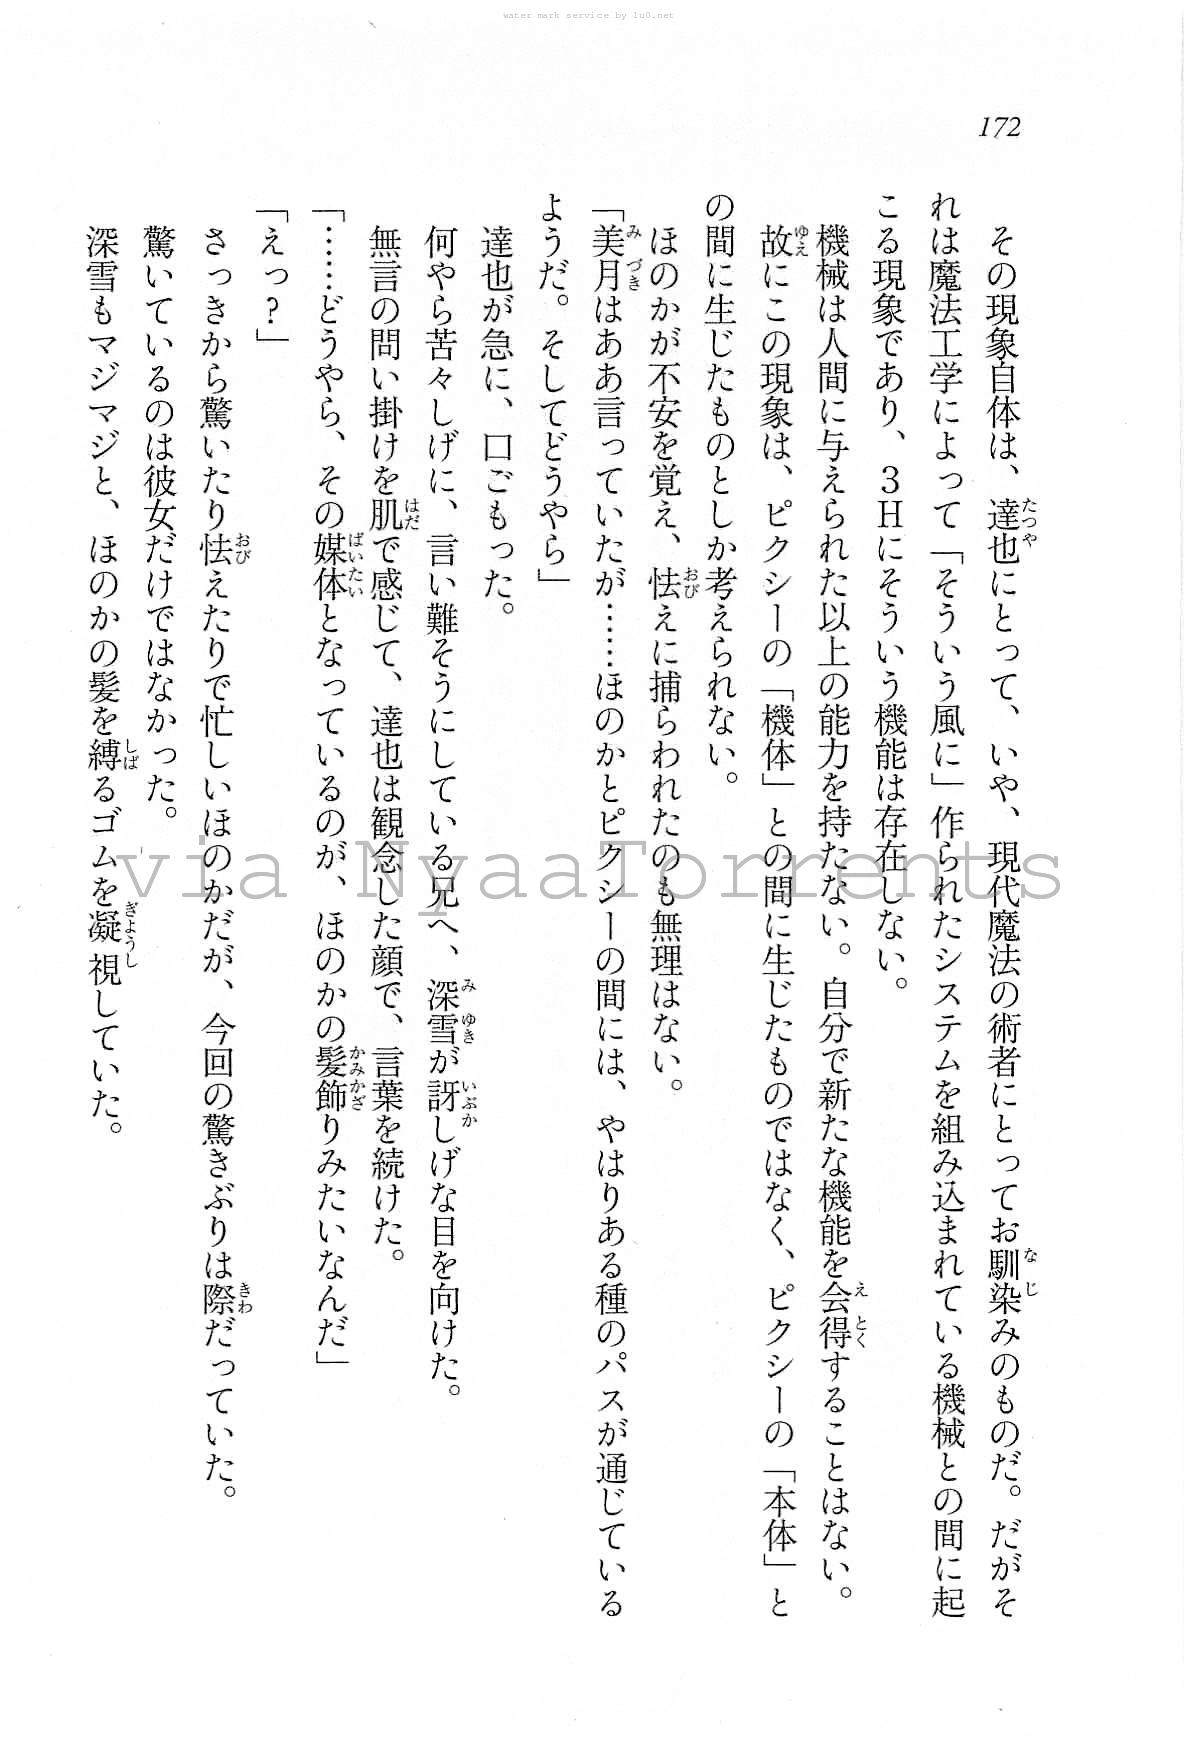 water mark service by lu0.net
172
その現象自体は、達也にとって、いや、現代魔法の術者にとってお馴染みのものだ。だがそ
れは魔法工学によって「そういう風に」作られたシステムを組み込まれている機械との間に起
こる現象であり、3Hにそういう機能は存在しない。
機械は人間に与えられた以上の能力を持たない。自分で新たな機能を会得することはない。
故にこの現象は、ピクシーの「機体」との間に生じたものではなく、ピクシーの「本体」と
の間に生じたものとしか考えられない。
ほのかが不安を覚え、怯えに捕らわれたのも無理はない。
「美月はああ言っていたが……ほのかとピクシーの間には、やはりある種のパスが通じている
ようだ。そしてどうやら」
達也が急に、口ごもった。
何やら苦々しげに、言い難そうにしている兄へ、深雪が訝しげな目を向けた。
無言の問い掛けを肌で感じて、達也は観念した顔で、言葉を続けた。
「……どうやら、その媒体となっているのが、ほのかの髪飾りみたいなんだ」
「えっ？」
さっきから驚いたり怯えたりで忙しいほのかだが、今回の驚きぶりは際だっていた。
驚いているのは彼女だけではなかった。
深雪もマジマジと、ほのかの髪を縛るゴムを凝視していた。
via NyaaTorrents